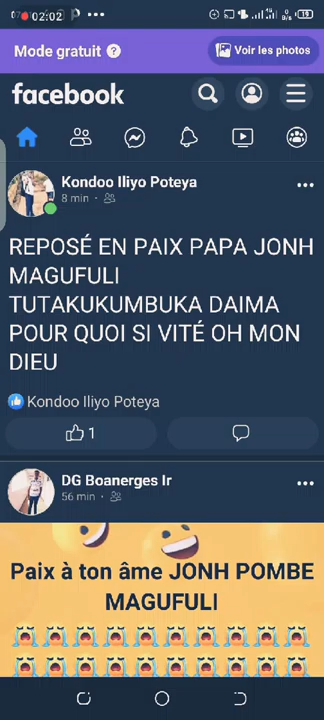 02:02
Mode gratuit
Voir les photos
facebook
Kondoo Iliyo Poteya
8 min
REPOSÉ EN PAIX PAPA JONH
MAGUFULI
TUTAKUKUMBUKA DAIMA
POUR QUOI SI VITÉ OH MON
DIEU
Kondoo Iliyo Poteya
1
DG Boanerges Ir
56 min
Paix à ton âme JONH POMBE
MAGUFULI